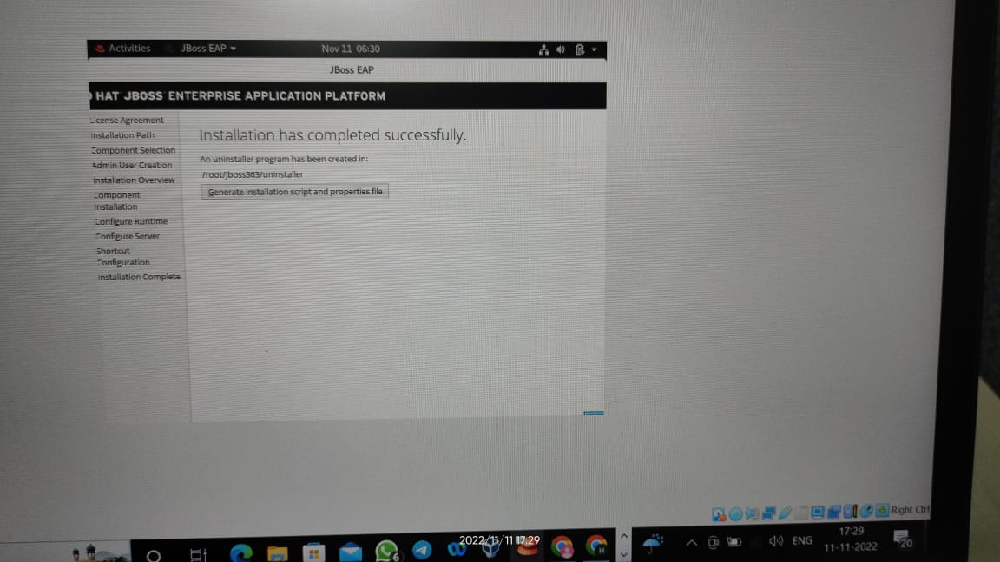 Activities JBoss EAP Nov 11 06:30
JBoss EAP
HAT JBOSS ENTERPRISE APPLICATION PLATFORM
License Agreement
Installation Path
Component Selection
Admin User Creation
Installation Overview
Component
Installation
Configure Runtime
Configure Server
Shortcut
Configuration
Installation Complete
Installation has completed successfully.
An uninstaller program has been created in:
/root/jboss363/uninstaller
Generate installation script and properties file
Right Ctrl
6
2022/11/11 17:29
H
ENG
17:29
11-11-2022
20